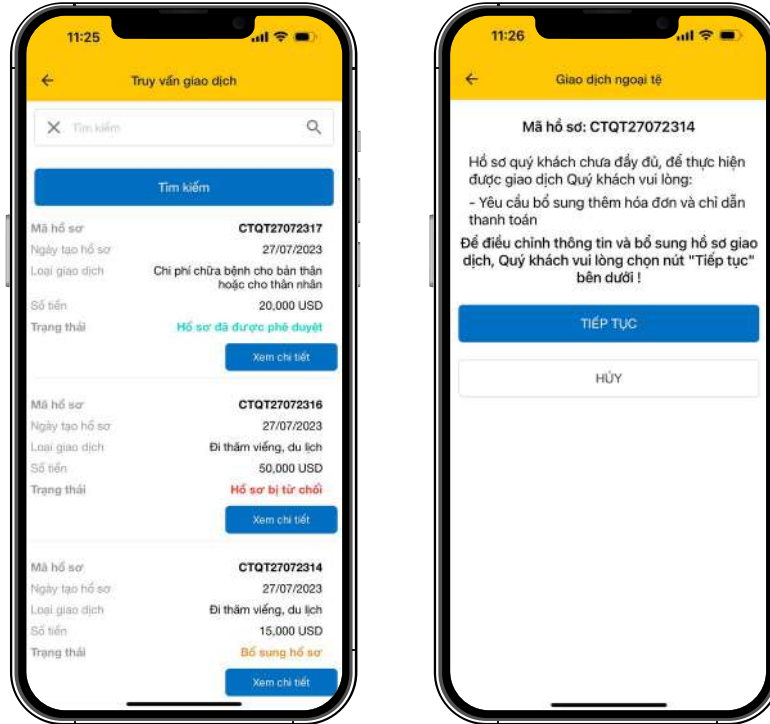 11:25
Truy vấn giao dịch
Tìm kiếm
Tìm kiếm
Mã hồ sơ CTQT27072317
Ngày tạo hồ sơ 27/07/2023
Loại giao dịch Chi phí chữa bệnh cho bản thân
hoặc cho thân nhân
Số tiền 20,000 USD
Trạng thái Hồ sơ đã được phê duyệt
Xem chi tiết
Mã hồ sơ CTQT27072316
Ngày tạo hồ sơ 27/07/2023
Loại giao dịch Đi thăm viếng, du lịch
Số tiền 50,000 USD
Trạng thái Hồ sơ bị từ chối
Xem chi tiết
Mã hồ sơ CTQT27072314
Ngày tạo hồ sơ 27/07/2023
Loại giao dịch Đi thăm viếng, du lịch
Số tiền 15,000 USD
Trạng thái Bổ sung hồ sơ
Xem chi tiết
11:26
Giao dịch ngoại tệ
Mã hồ sơ: CTQT27072314
Hồ sơ quý khách chưa đầy đủ, để thực hiện
được giao dịch Quý khách vui lòng:
- Yêu cầu bổ sung thêm hóa đơn và chỉ dẫn
thanh toán
Để điều chỉnh thông tin và bổ sung hồ sơ giao
dịch, Quý khách vui lòng chọn nút "Tiếp tục"
bên dưới !
TIẾP TỤC
HỦY